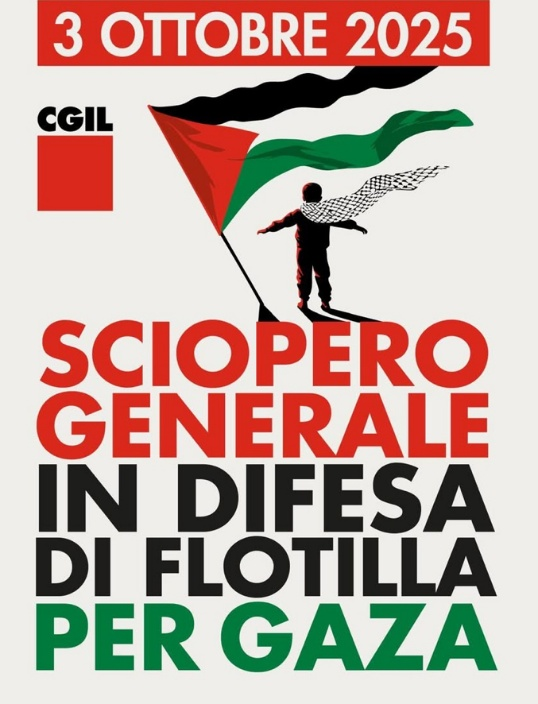 3 OTTOBRE 2025
CGIL
SCIOPERO
GENERALE
IN DIFESA
DI FLOTILLA
PER GAZA